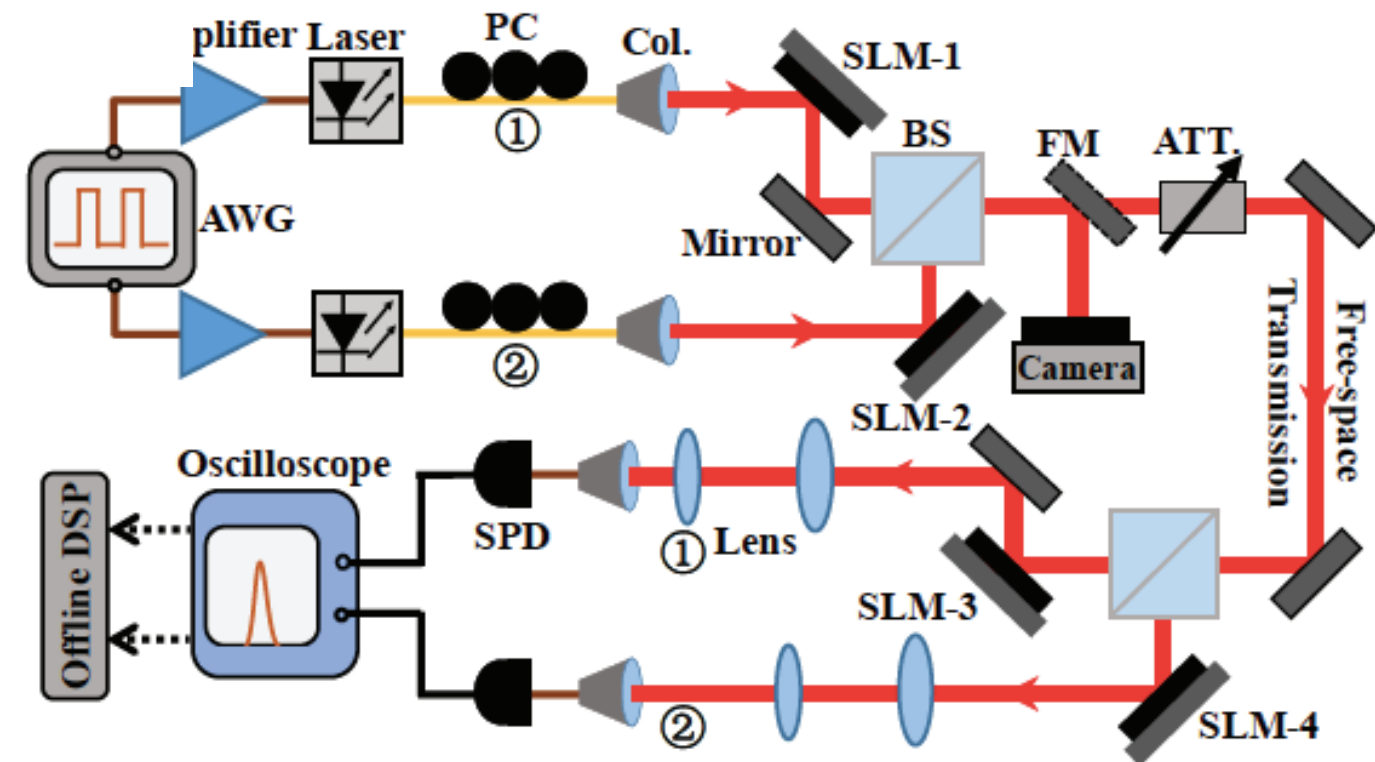 plifier Laser PC Col. SLM-1
①
BS FM ATT.
AWG
Mirror
②
Camera
Free-space
Transmission
SLM-2
Oscilloscope
SPD
① Lens
SLM-3
Offline DSP
②
SLM-4